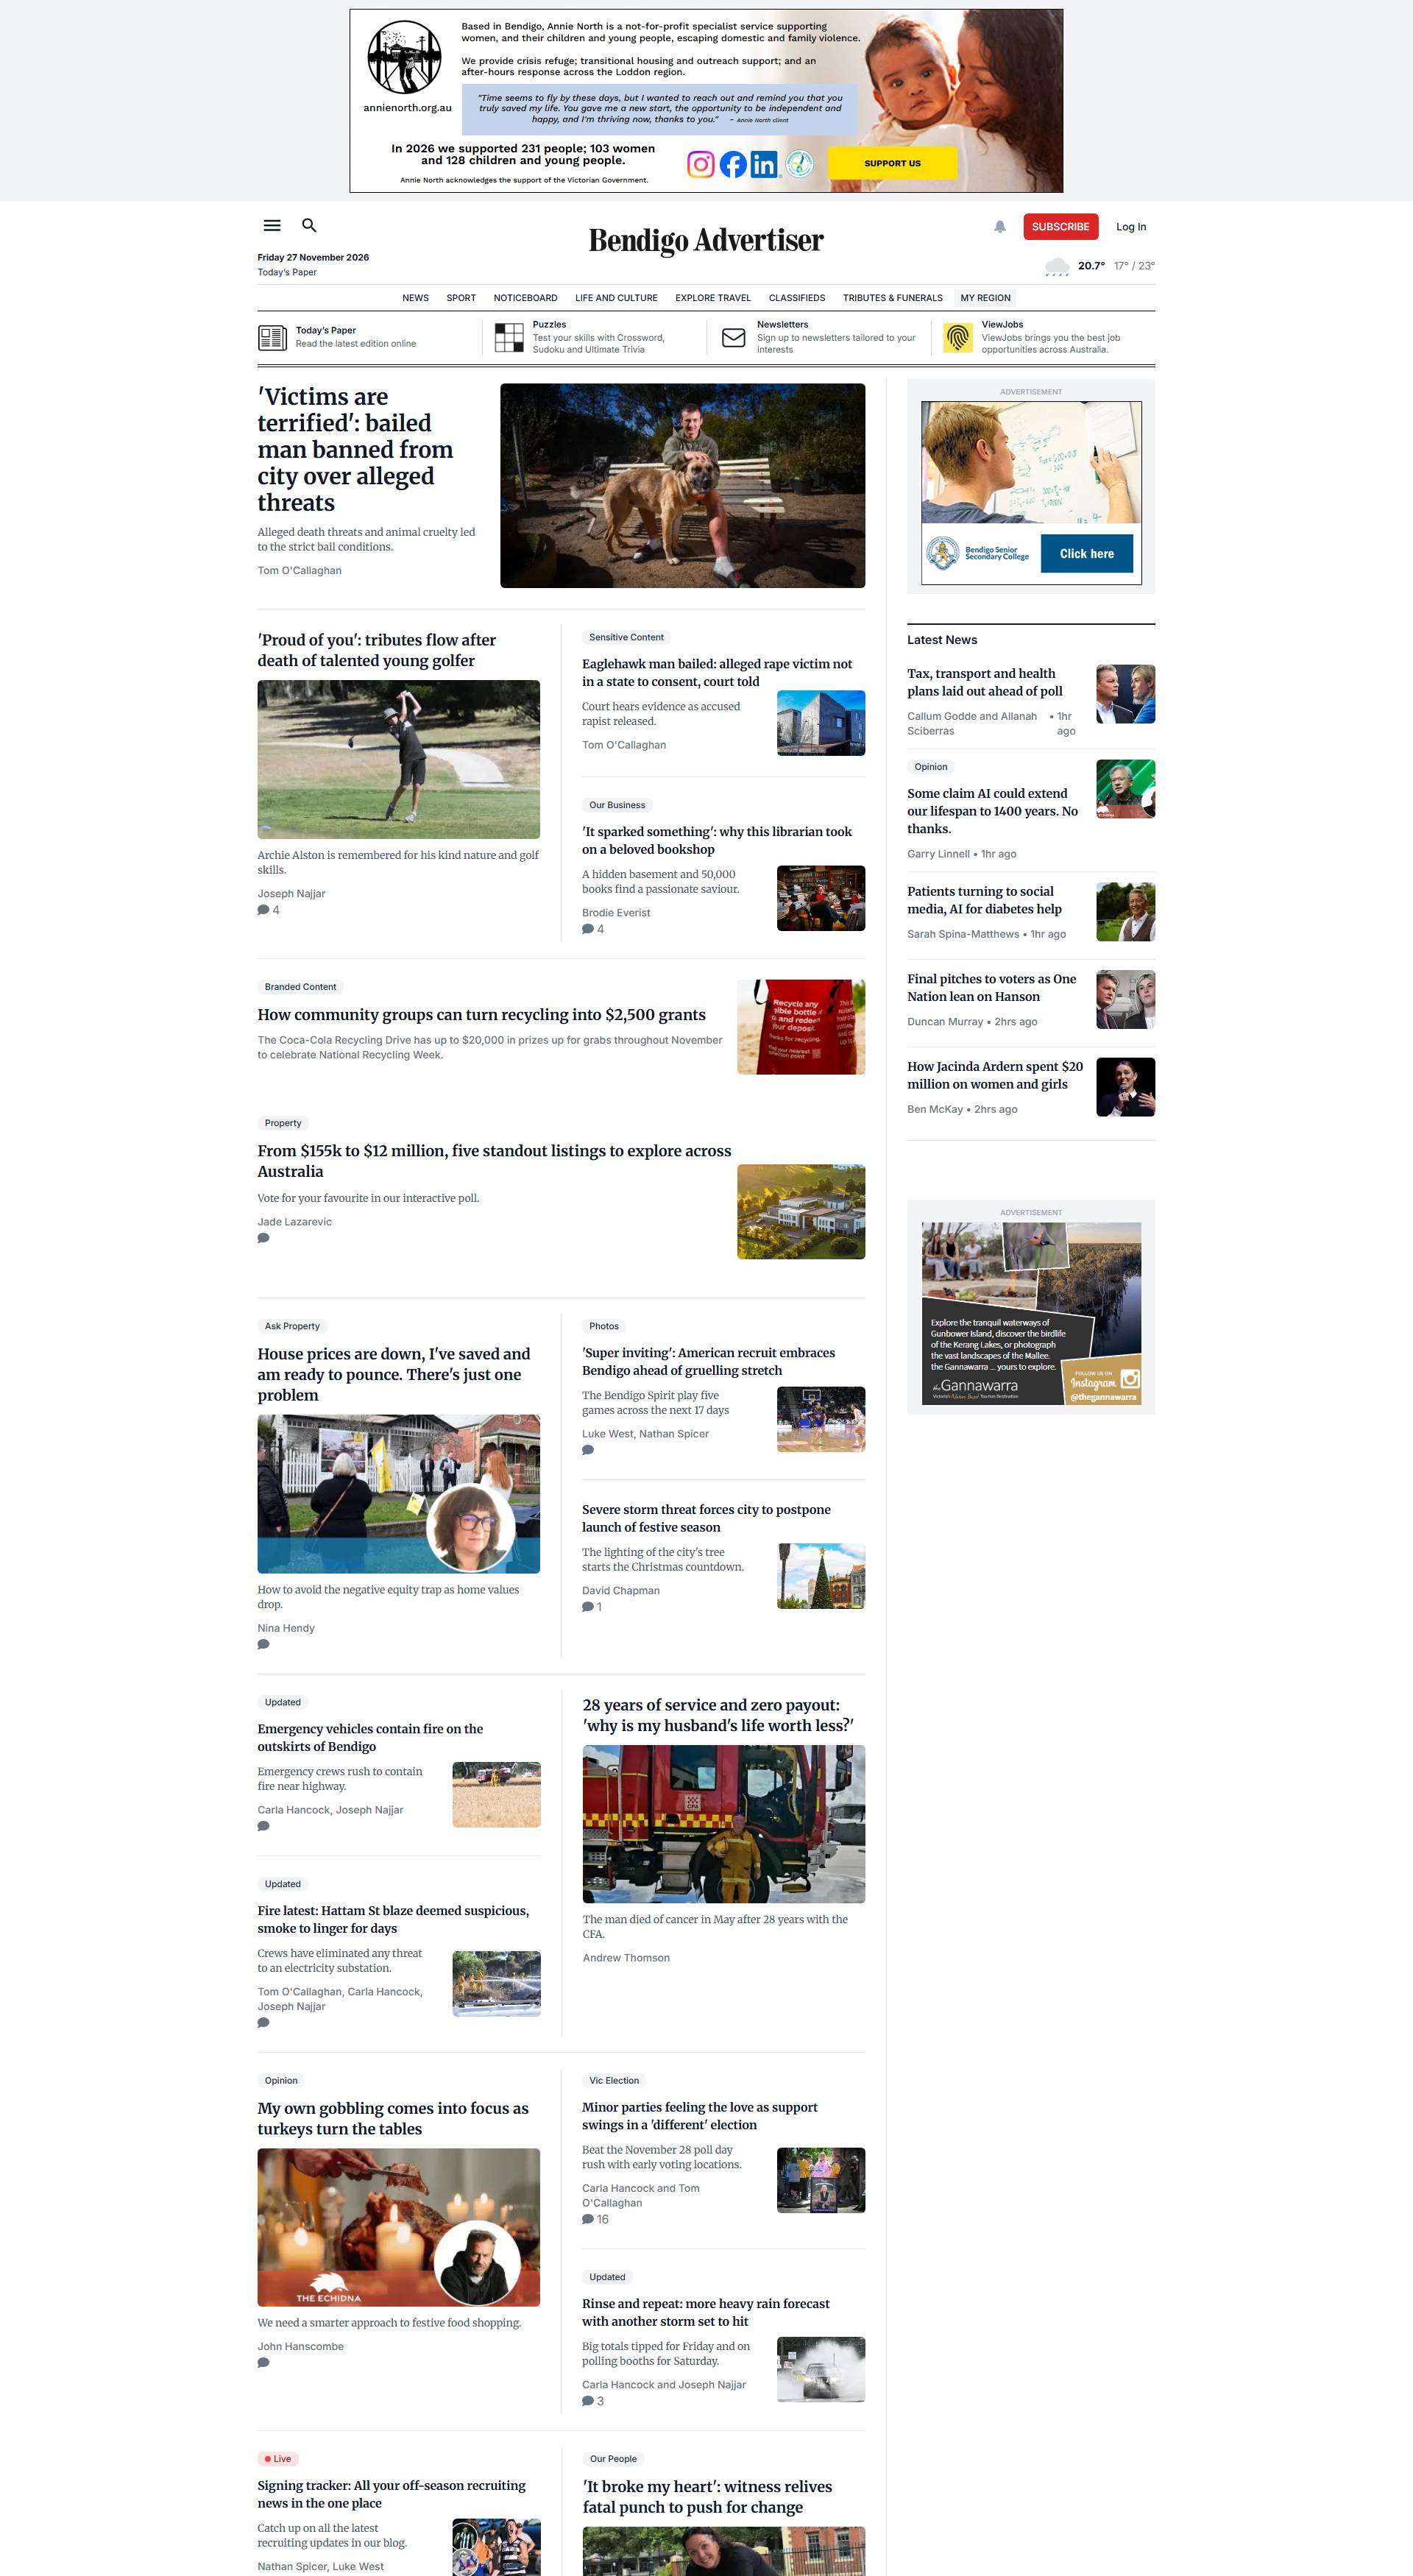 Based in Bendigo, Annie North is a not-for-profit specialist service supporting
women, and their children and young people, escaping domestic and family violence.
We provide crisis refuge; transitional housing and outreach support; and an
after-hours response across the Loddon region.
annienorth.org.au
"Time seems to fly by these days, but I wanted to reach out and remind you that you
truly saved my life. You gave me a new start, the opportunity to be independent and
happy, and I'm thriving now, thanks to you." - Annie North client
In 2026 we supported 231 people; 103 women
and 128 children and young people.
SUPPORT US
Annie North acknowledges the support of the Victorian Government.
Bendigo Advertiser
SUBSCRIBE
Log In
Friday 27 November 2026
Today's Paper
20.7° 17° / 23°
NEWS SPORT NOTICEBOARD LIFE AND CULTURE EXPLORE TRAVEL CLASSIFIEDS TRIBUTES & FUNERALS MY REGION
Today's Paper
Read the latest edition online
Puzzles
Test your skills with Crossword,
Sudoku and Ultimate Trivia
Newsletters
Sign up to newsletters tailored to your
interests
ViewJobs
ViewJobs brings you the best job
opportunities across Australia.
'Victims are
terrified': bailed
man banned from
city over alleged
threats
Alleged death threats and animal cruelty led
to the strict bail conditions.
Tom O'Callaghan
'Proud of you': tributes flow after
death of talented young golfer
Archie Alston is remembered for his kind nature and golf
skills.
Joseph Najjar
4
Sensitive Content
Eaglehawk man bailed: alleged rape victim not
in a state to consent, court told
Court hears evidence as accused
rapist released.
Tom O'Callaghan
Our Business
'It sparked something': why this librarian took
on a beloved bookshop
A hidden basement and 50,000
books find a passionate saviour.
Brodie Everist
4
Branded Content
How community groups can turn recycling into $2,500 grants
The Coca-Cola Recycling Drive has up to $20,000 in prizes up for grabs throughout November
to celebrate National Recycling Week.
Recycle any
Property
From $155k to $12 million, five standout listings to explore across
Australia
Vote for your favourite in our interactive poll.
Jade Lazarevic
Ask Property
House prices are down, I've saved and
am ready to pounce. There's just one
problem
How to avoid the negative equity trap as home values
drop.
Nina Hendy
Photos
'Super inviting': American recruit embraces
Bendigo ahead of gruelling stretch
The Bendigo Spirit play five
games across the next 17 days
Luke West, Nathan Spicer
Severe storm threat forces city to postpone
launch of festive season
The lighting of the city's tree
starts the Christmas countdown.
David Chapman
1
Updated
Emergency vehicles contain fire on the
outskirts of Bendigo
Emergency crews rush to contain
fire near highway.
Carla Hancock, Joseph Najjar
Updated
Fire latest: Hattam St blaze deemed suspicious,
smoke to linger for days
Crews have eliminated any threat
to an electricity substation.
Tom O'Callaghan, Carla Hancock,
Joseph Najjar
28 years of service and zero payout:
'why is my husband's life worth less?'
CFA
The man died of cancer in May after 28 years with the
CFA.
Andrew Thomson
Opinion
My own gobbling comes into focus as
turkeys turn the tables
THE ECHIDNA
We need a smarter approach to festive food shopping.
John Hanscombe
Vic Election
Minor parties feeling the love as support
swings in a 'different' election
Beat the November 28 poll day
rush with early voting locations.
Carla Hancock and Tom
O'Callaghan
16
Updated
Rinse and repeat: more heavy rain forecast
with another storm set to hit
Big totals tipped for Friday and on
polling booths for Saturday.
Carla Hancock and Joseph Najjar
3
Live
Signing tracker: All your off-season recruiting
news in the one place
Catch up on all the latest
recruiting updates in our blog.
Nathan Spicer, Luke West
Our People
'It broke my heart': witness relives
fatal punch to push for change
ADVERTISEMENT
Bendigo Senior
Secondary College
Click here
Latest News
Tax, transport and health
plans laid out ahead of poll
Callum Godde and Allanah
Sciberras • 1hr ago
Opinion
Some claim AI could extend
our lifespan to 1400 years. No
thanks.
Garry Linnell • 1hr ago
Patients turning to social
media, AI for diabetes help
Sarah Spina-Matthews • 1hr ago
Final pitches to voters as One
Nation lean on Hanson
Duncan Murray • 2hrs ago
How Jacinda Ardern spent $20
million on women and girls
Ben McKay • 2hrs ago
ADVERTISEMENT
Explore the tranquil waterways of
Gunbower Island, discover the birdlife
of the Kerang Lakes, or photograph
the vast landscapes of the Mallee.
the Gannawarra ... yours to explore.
the Gannawarra
FOLLOW US ON
Instagram
@thegannawarra